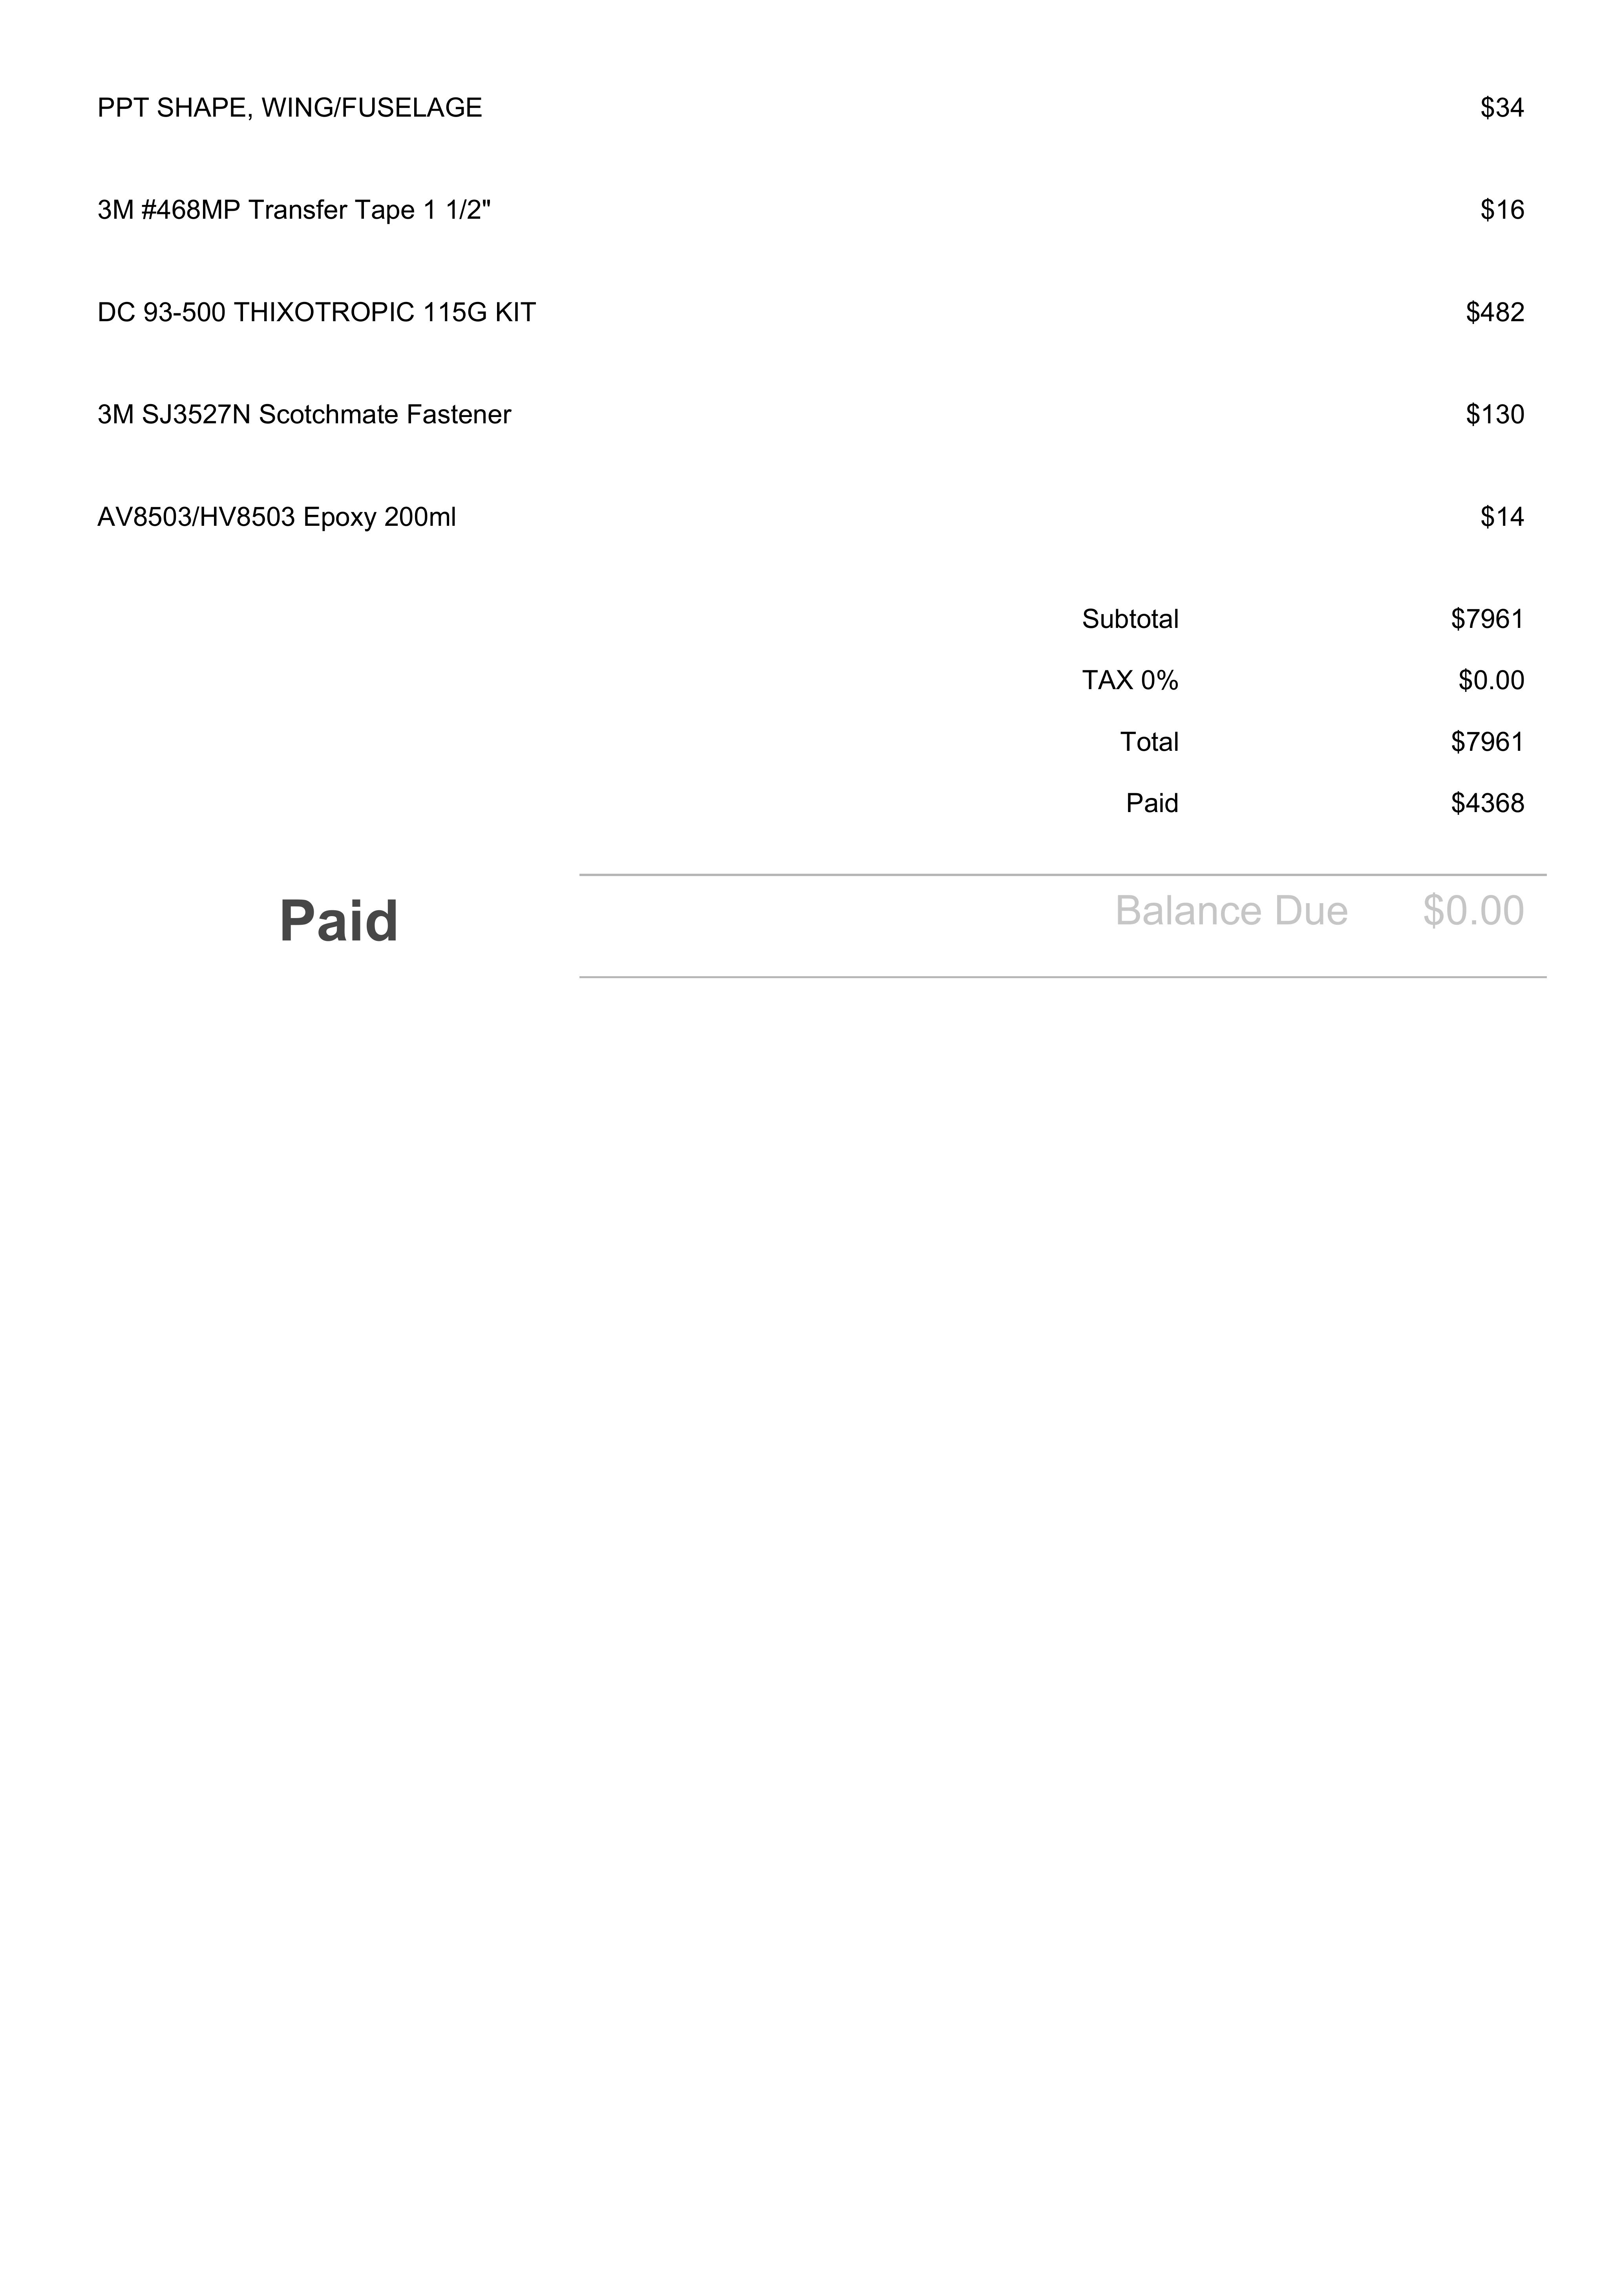 PPT SHAPE, WING/FUSELAGE $34
3M #468MP Transfer Tape 1 1/2" $16
DC 93-500 THIXOTROPIC 115G KIT $482
3M SJ3527N Scotchmate Fastener $130
AV8503/HV8503 Epoxy 200ml $14
Subtotal $7961
TAX 0% $0.00
Total $7961
Paid $4368
Paid Balance Due $0.00